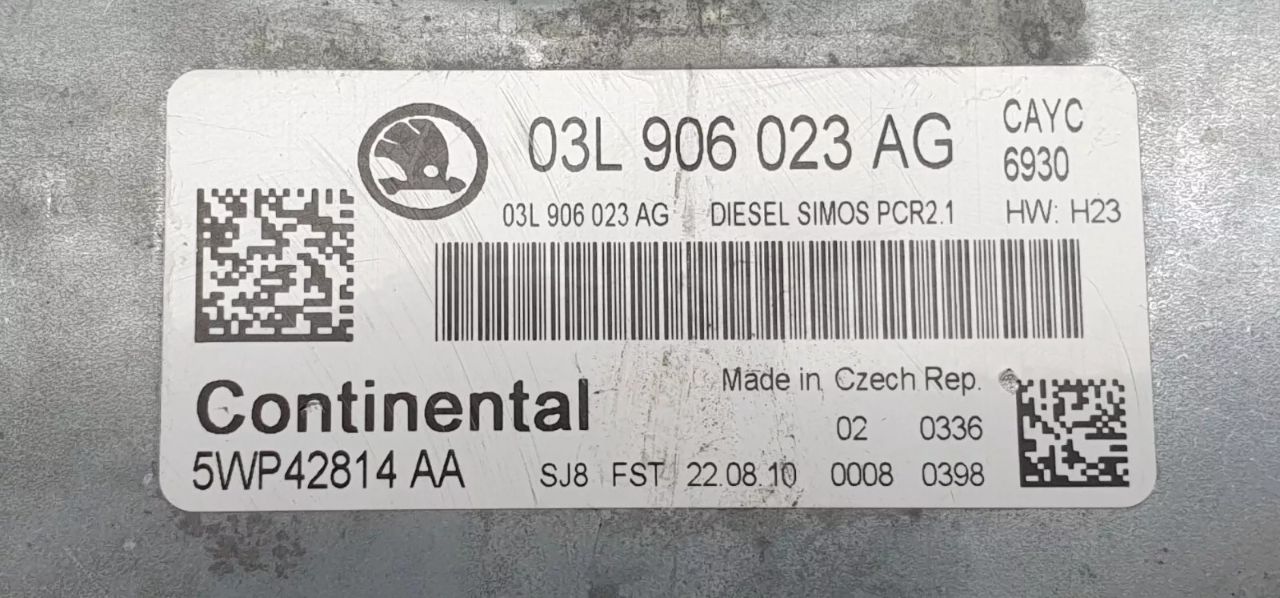 03L 906 023 AG
CAYC
6930
03L 906 023 AG DIESEL SIMOS PCR2.1 HW: H23
Made in Czech Rep.
Continental
02 0336
5WP42814 AA SJ8 FST 22.08.10 0008 0398